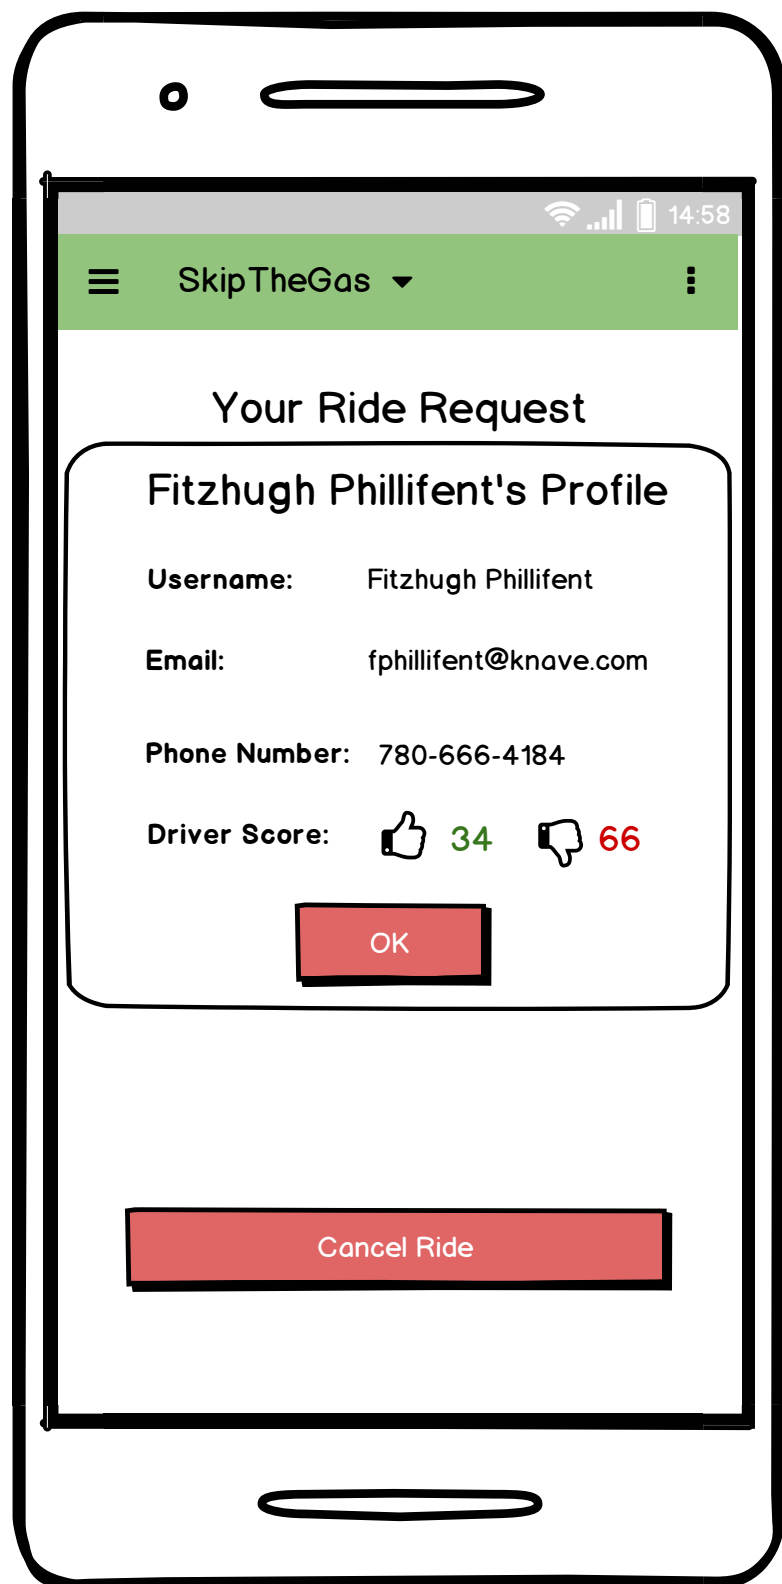 14:58
SkipTheGas
Your Ride Request
Fitzhugh Phillifent's Profile
Username: Fitzhugh Phillifent
Email: fphillifent@knave.com
Phone Number: 780-666-4184
Driver Score: 34 66
OK
Cancel Ride